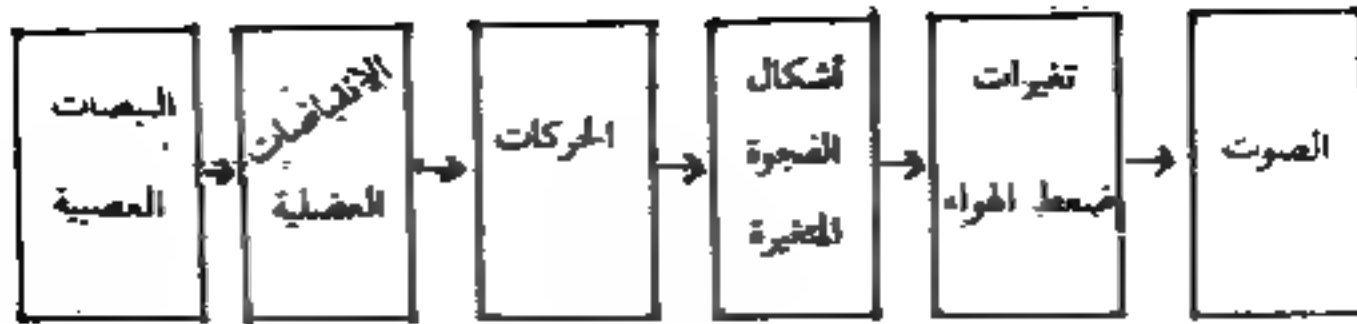 النبضات
العصبية
الانقباضات
العضلية
الحركات
أشكال
الفجوة
المتغيرة
تغيرات
ضغط الهواء
الصوت